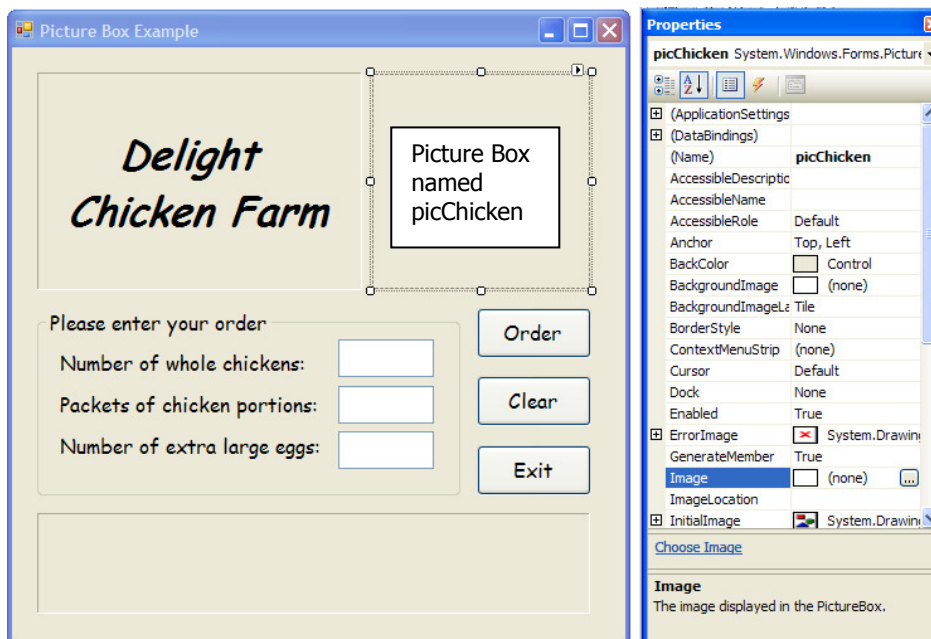 Picture Box Example
Delight
Chicken Farm
Picture Box
named
picChicken
Please enter your order
Number of whole chickens:
Packets of chicken portions:
Number of extra large eggs:
Order
Clear
Exit
Properties
picChicken System.Windows.Forms.Picture
(ApplicationSettings
(DataBindings)
(Name) picChicken
AccessibleDescriptio
AccessibleName
AccessibleRole Default
Anchor Top, Left
BackColor Control
BackgroundImage (none)
BackgroundImageLa Tile
BorderStyle None
ContextMenuStrip (none)
Cursor Default
Dock None
Enabled True
ErrorImage System.Drawing
GenerateMember True
Image (none) ...
ImageLocation
InitialImage System.Drawing
Choose Image
Image
The image displayed in the PictureBox.